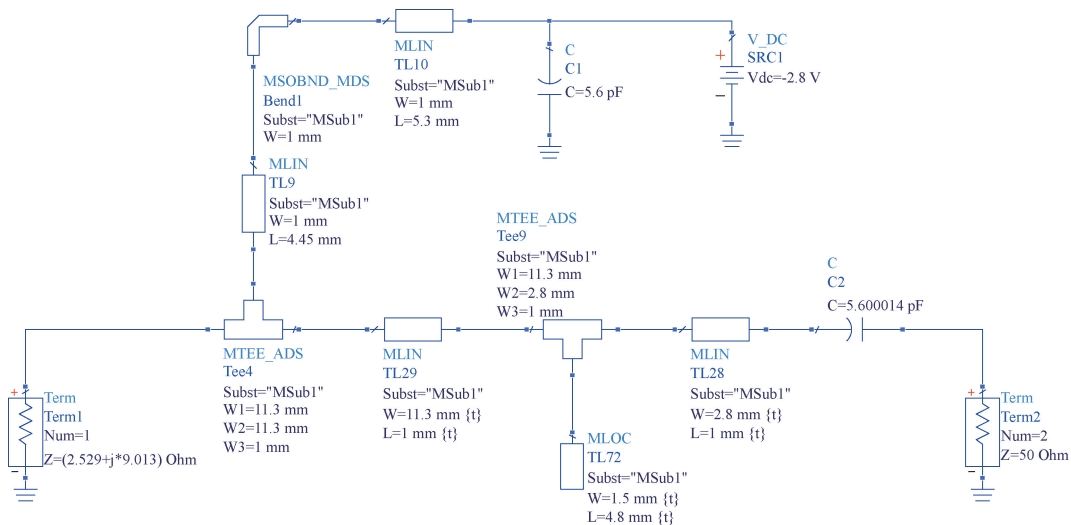 MLIN
TL10
Subst="MSub1"
W=1 mm
L=5.3 mm
C
C1
C=5.6 pF
V_DC
SRC1
Vdc=-2.8 V
+
−
MSOBND_MDS
Bend1
Subst="MSub1"
W=1 mm
MLIN
TL9
Subst="MSub1"
W=1 mm
L=4.45 mm
MTEE_ADS
Tee9
Subst="MSub1"
W1=11.3 mm
W2=2.8 mm
W3=1 mm
C
C2
C=5.600014 pF
MTEE_ADS
Tee4
Subst="MSub1"
W1=11.3 mm
W2=11.3 mm
W3=1 mm
MLIN
TL29
Subst="MSub1"
W=11.3 mm {t}
L=1 mm {t}
MLIN
TL28
Subst="MSub1"
W=2.8 mm {t}
L=1 mm {t}
+
−
Term
Term1
Num=1
Z=(2.529+j*9.013) Ohm
MLOC
TL72
Subst="MSub1"
W=1.5 mm {t}
L=4.8 mm {t}
+
−
Term
Term2
Num=2
Z=50 Ohm